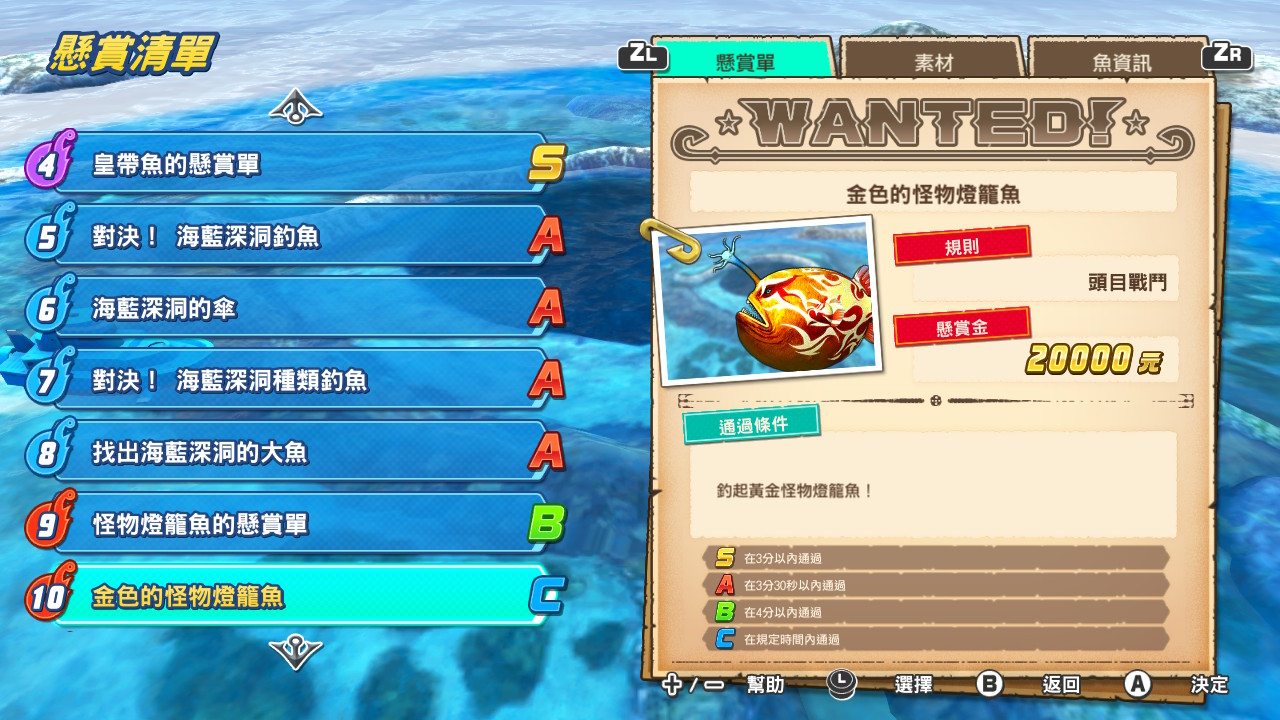 懸賞清單
4 皇帶魚的懸賞單 S
5 對決！ 海藍深洞釣魚 A
6 海藍深洞的傘 A
7 對決！ 海藍深洞種類釣魚 A
8 找出海藍深洞的大魚 A
9 怪物燈籠魚的懸賞單 B
10 金色的怪物燈籠魚 C
ZL 懸賞單 素材 魚資訊 ZR
WANTED!
金色的怪物燈籠魚
規則
頭目戰鬥
懸賞金
20000元
通過條件
釣起黃金怪物燈籠魚！
S 在3分以內通過
A 在3分30秒以內通過
B 在4分以內通過
C 在規定時間內通過
+/- 幫助 L 選擇 B 返回 A 決定